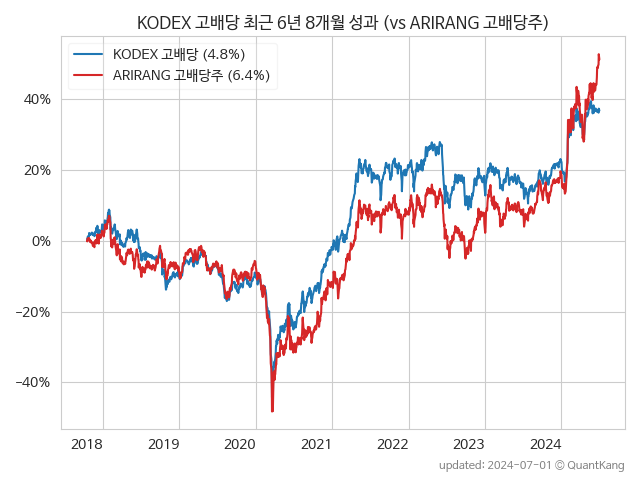 KODEX 고배당 최근 6년 8개월 성과 (vs ARIRANG 고배당주)
KODEX 고배당 (4.8%)
ARIRANG 고배당주 (6.4%)
40%
20%
0%
−20%
−40%
2018 2019 2020 2021 2022 2023 2024
updated: 2024-07-01 © QuantKang